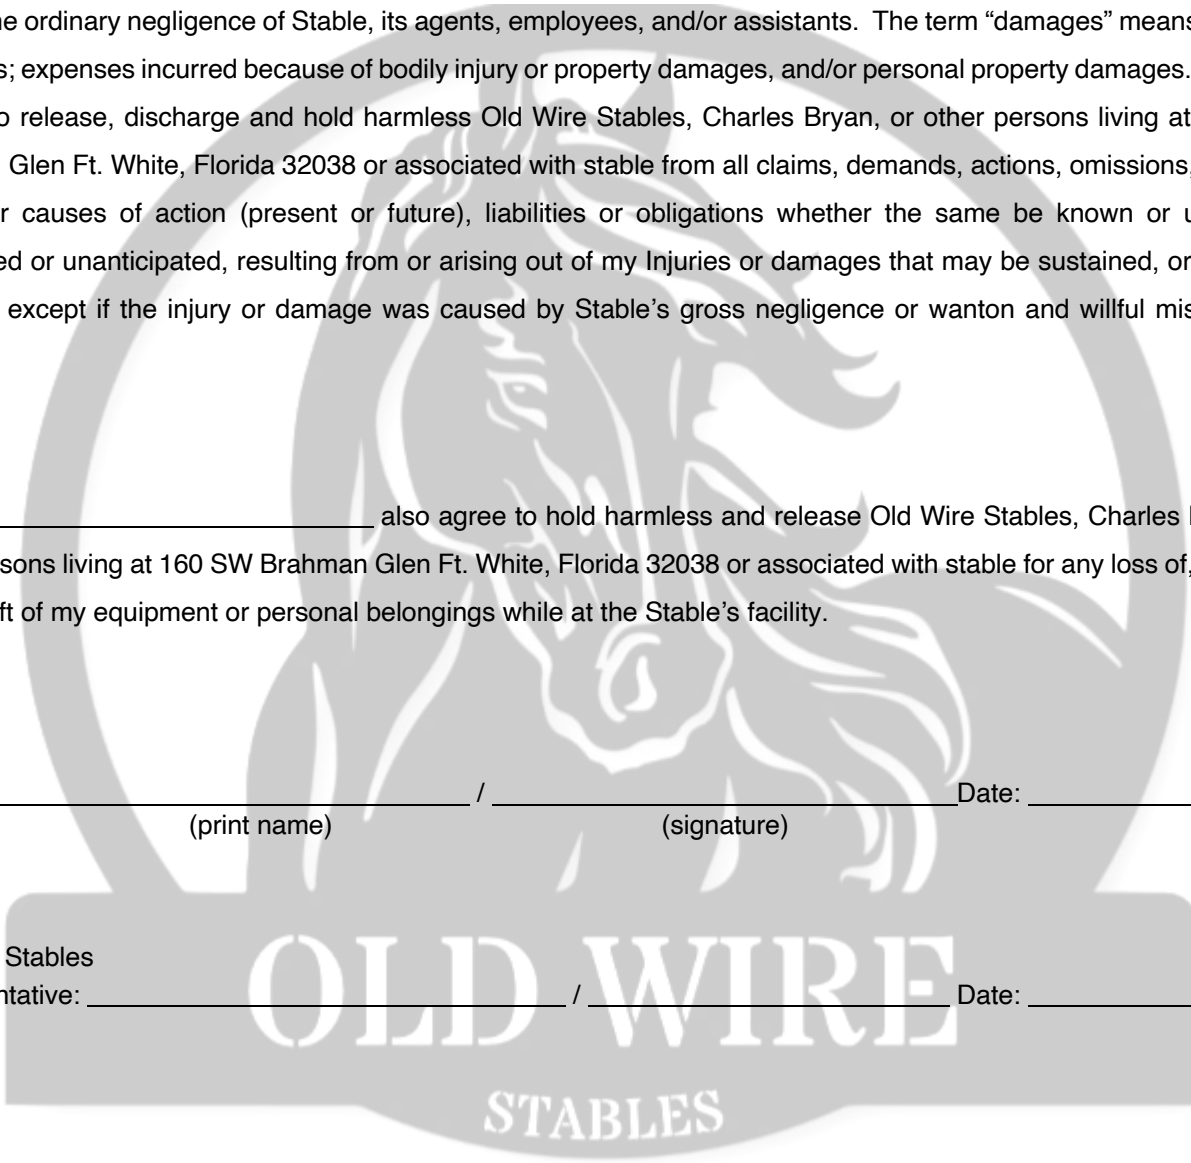 ne ordinary negligence of Stable, its agents, employees, and/or assistants. The term “damages” means
s; expenses incurred because of bodily injury or property damages, and/or personal property damages.
o release, discharge and hold harmless Old Wire Stables, Charles Bryan, or other persons living at
Glen Ft. White, Florida 32038 or associated with stable from all claims, demands, actions, omissions,
r causes of action (present or future), liabilities or obligations whether the same be known or u
ed or unanticipated, resulting from or arising out of my Injuries or damages that may be sustained, or
except if the injury or damage was caused by Stable’s gross negligence or wanton and willful mis
also agree to hold harmless and release Old Wire Stables, Charles
sons living at 160 SW Brahman Glen Ft. White, Florida 32038 or associated with stable for any loss of,
ft of my equipment or personal belongings while at the Stable’s facility.
/ Date:
(print name) (signature)
Stables
ntative: / Date:
OLD WIRE
STABLES